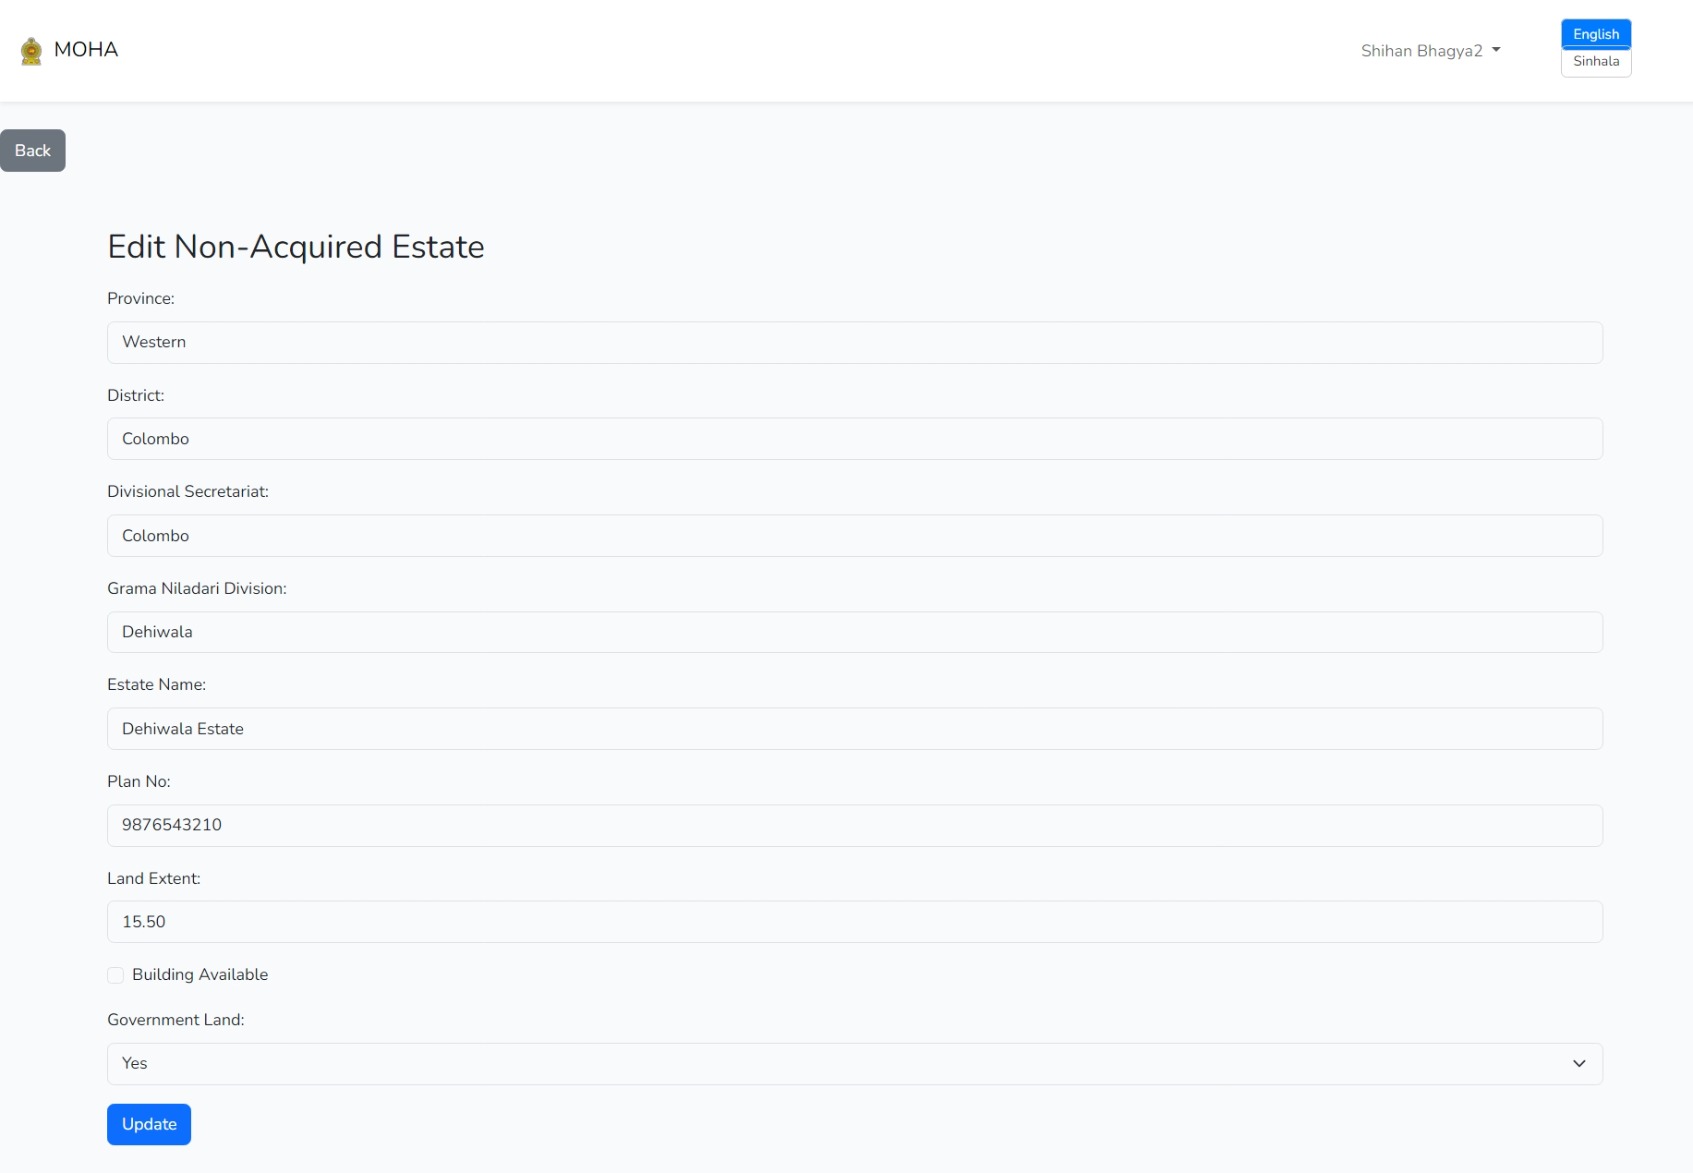 MOHA
Shihan Bhagya2
English
Sinhala
Back
Edit Non-Acquired Estate
Province:
Western
District:
Colombo
Divisional Secretariat:
Colombo
Grama Niladari Division:
Dehiwala
Estate Name:
Dehiwala Estate
Plan No:
9876543210
Land Extent:
15.50
Building Available
Government Land:
Yes
Update